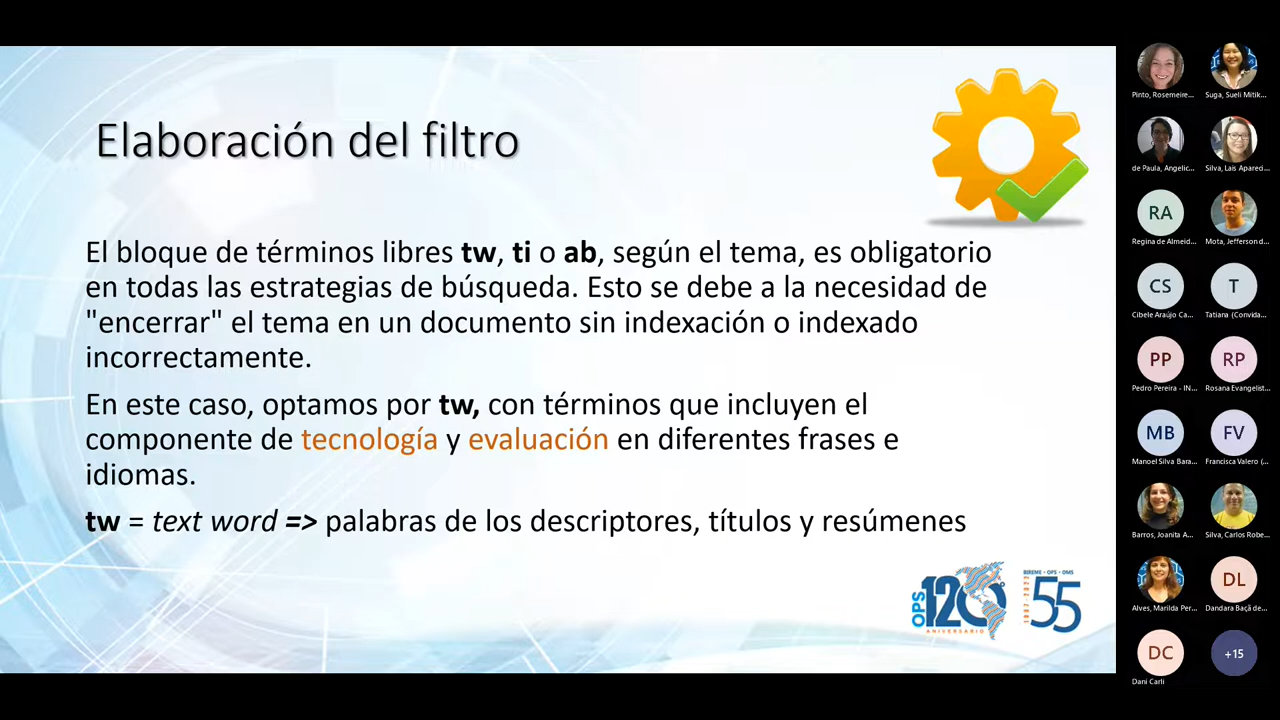 Elaboración del filtro
El bloque de términos libres tw, ti o ab, según el tema, es obligatorio
en todas las estrategias de búsqueda. Esto se debe a la necesidad de
"encerrar" el tema en un documento sin indexación o indexado
incorrectamente.
En este caso, optamos por tw, con términos que incluyen el
componente de tecnología y evaluación en diferentes frases e
idiomas.
tw = text word => palabras de los descriptores, títulos y resúmenes
OPS 120 ANIVERSARIO
BIREME • OPS • OMS
1967 - 2022
55
Pinto, Rosemeire...
Suga, Sueli Mitik...
de Paula, Angelic...
Silva, Lais Apareci...
RA
Regina de Almeid...
Mota, Jefferson d...
CS
Cibele Araújo Ca...
T
Tatiana (Convida...
PP
Pedro Pereira - IN...
RP
Rosana Evangelist...
MB
Manoel Silva Bara...
FV
Francisca Valero (...
Barros, Joanita A...
Silva, Carlos Robe...
Alves, Marilda Per...
DL
Dandara Baçã de...
DC
Dani Carli
+15